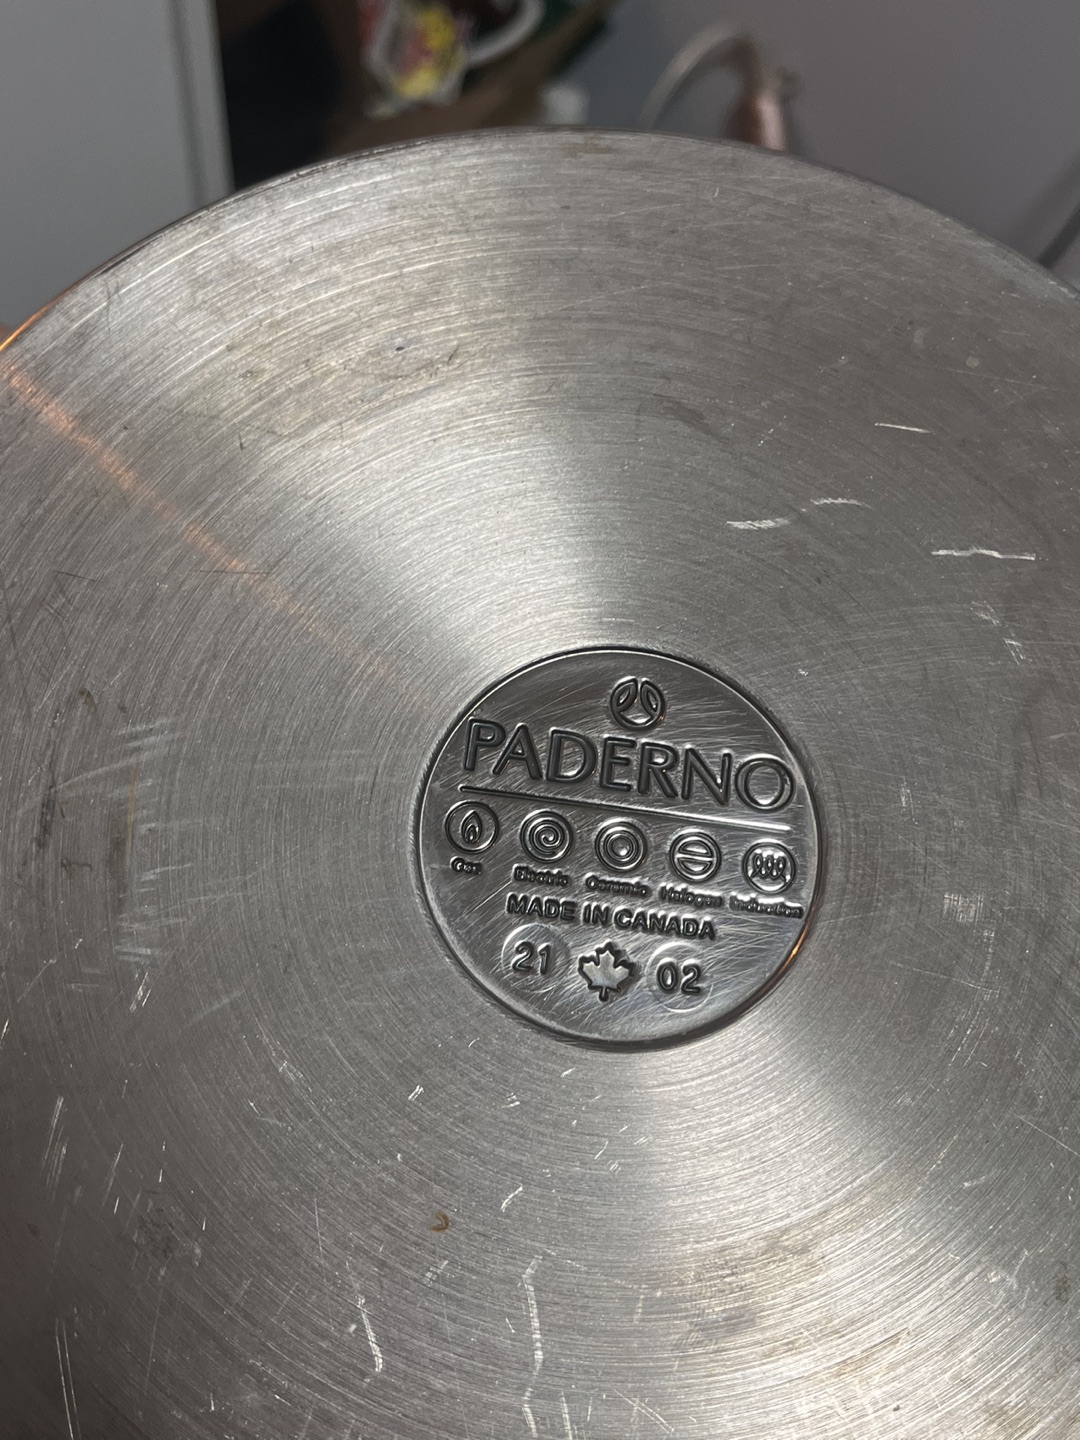 PADERNO
Gas Electric Ceramic Halogen Induction
MADE IN CANADA
21 02